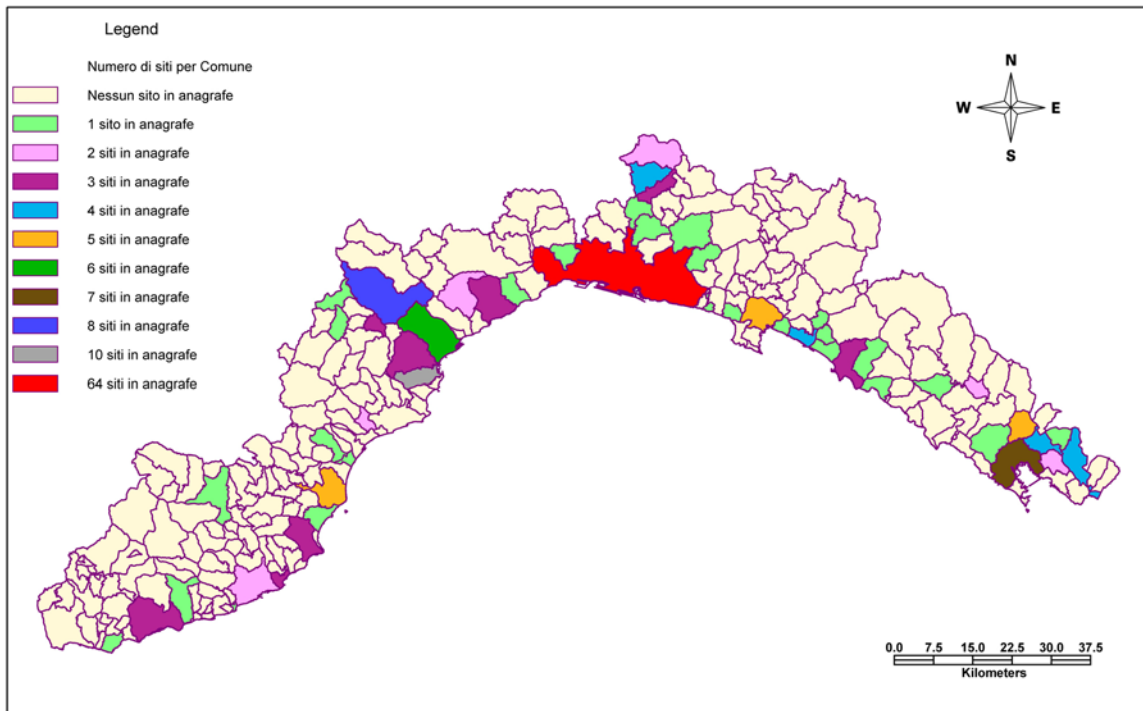 Legend
Numero di siti per Comune
Nessun sito in anagrafe
1 sito in anagrafe
2 siti in anagrafe
3 siti in anagrafe
4 siti in anagrafe
5 siti in anagrafe
6 siti in anagrafe
7 siti in anagrafe
8 siti in anagrafe
10 siti in anagrafe
64 siti in anagrafe
N
W E
S
0.0 7.5 15.0 22.5 30.0 37.5
Kilometers